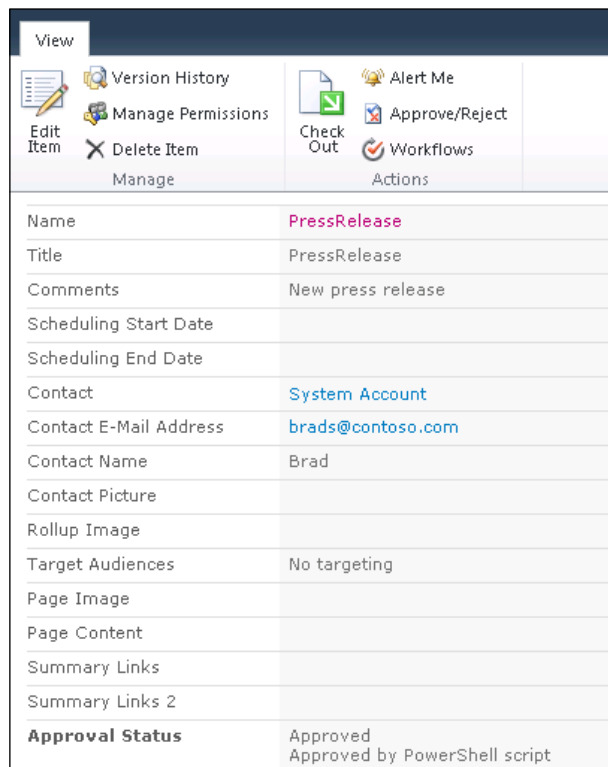 View
Edit Item
Version History
Manage Permissions
Delete Item
Manage
Check Out
Alert Me
Approve/Reject
Workflows
Actions
Name PressRelease
Title PressRelease
Comments New press release
Scheduling Start Date
Scheduling End Date
Contact System Account
Contact E-Mail Address brads@contoso.com
Contact Name Brad
Contact Picture
Rollup Image
Target Audiences No targeting
Page Image
Page Content
Summary Links
Summary Links 2
Approval Status Approved
Approved by PowerShell script